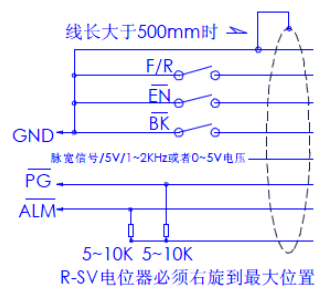 线长大于500mm时
F/R
EN
BK
GND
脉宽信号/5V/1~2KHz或者0~5V电压
PG
ALM
5~10K 5~10K
R-SV电位器必须右旋到最大位置